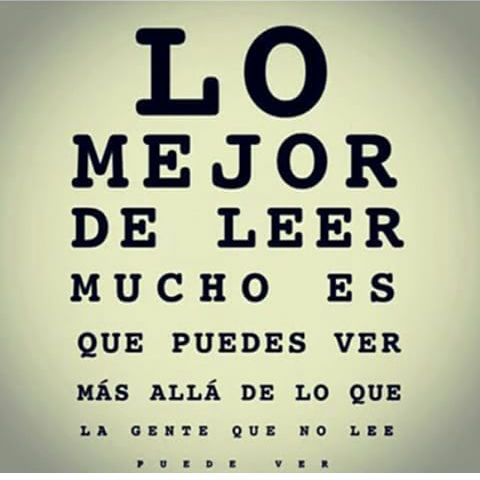 LO
MEJOR
DE LEER
MUCHO ES
QUE PUEDES VER
MÁS ALLÁ DE LO QUE
LA GENTE QUE NO LEE
PUEDE VER